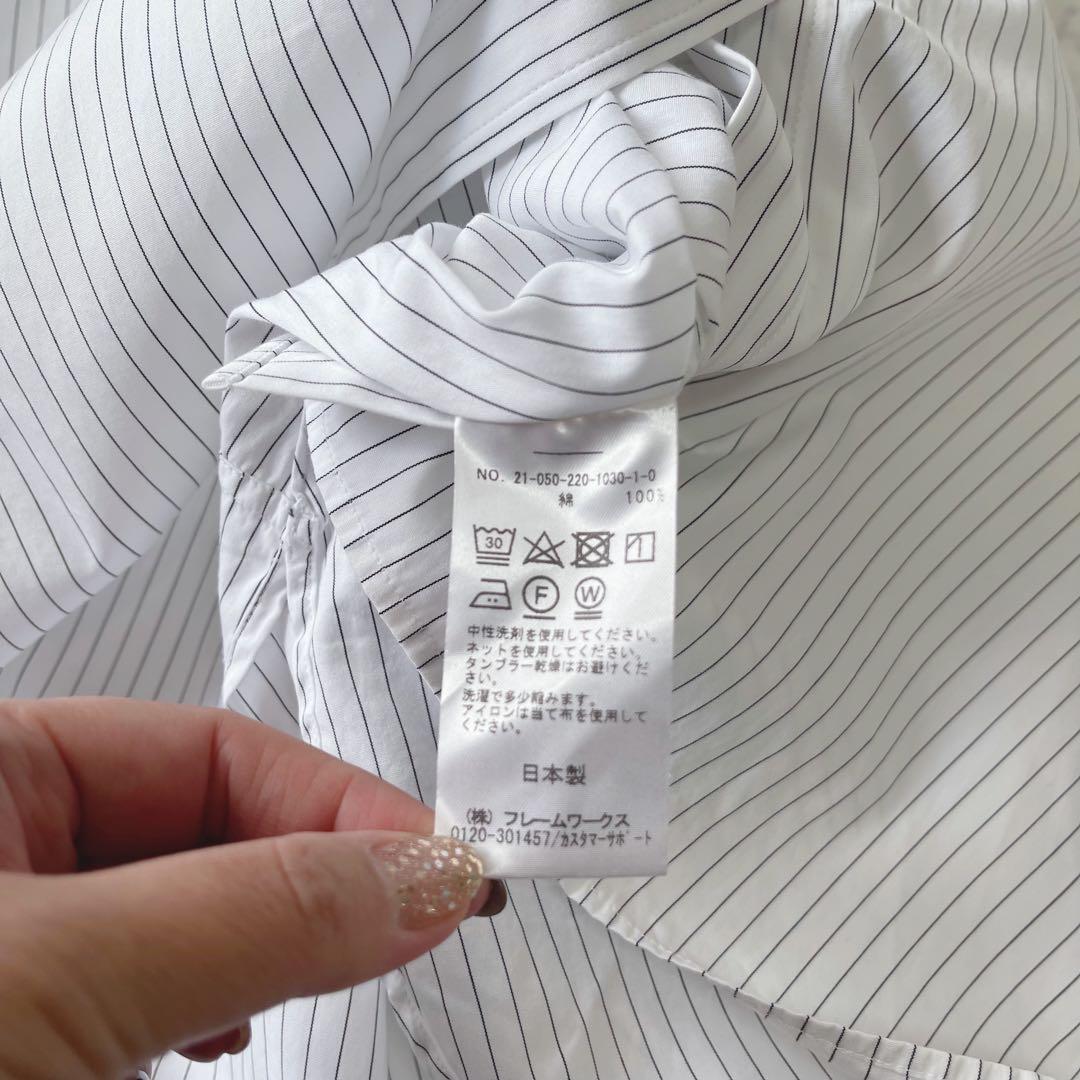 NO. 21-050-220-1030-1-0
綿 100%
30
F W
中性洗剤を使用してください。
ネットを使用してください。
タンブラー乾燥はお避けくだ
さい。
洗濯で多少縮みます。
アイロンは当て布を使用して
ください。
日本製
(株) フレームワークス
0120-301457/カスタマーサポート